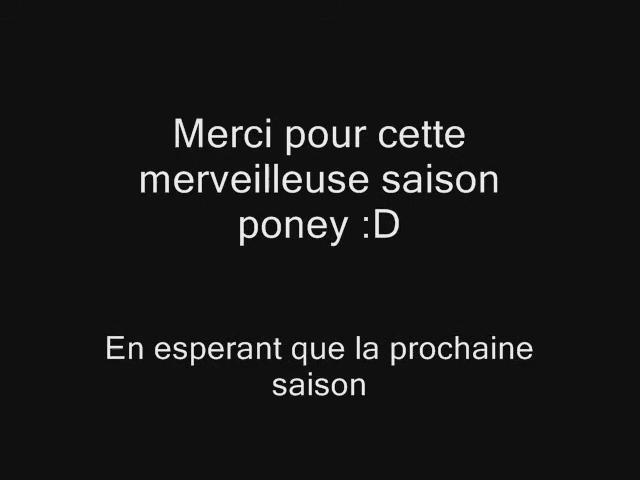 Merci pour cette
merveilleuse saison
poney :D
En esperant que la prochaine
saison